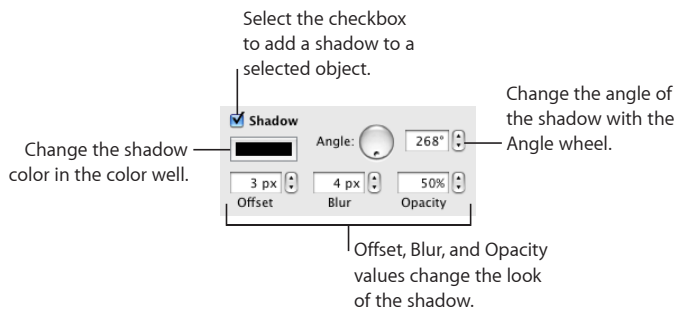 Select the checkbox
to add a shadow to a
selected object.
Change the angle of
the shadow with the
Angle wheel.
Shadow
Change the shadow
color in the color well.
Angle: 268°
3 px 4 px 50%
Offset Blur Opacity
Offset, Blur, and Opacity
values change the look
of the shadow.